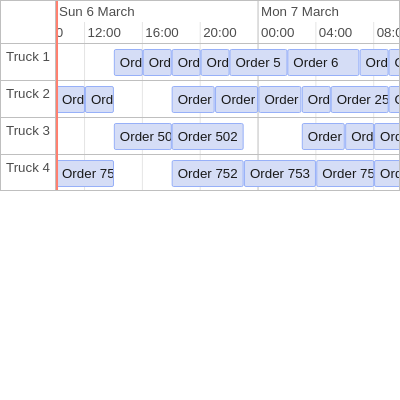 Sun 6 March Mon 7 March
0 12:00 16:00 20:00 00:00 04:00 08:0
Truck 1 Ord Ord Ord Ord Order 5 Order 6 Ord
Truck 2 Ord Ord Order Order Order Ord Order 25
Truck 3 Order 50 Order 502 Order Ord Ord
Truck 4 Order 75 Order 752 Order 753 Order 75 Ord